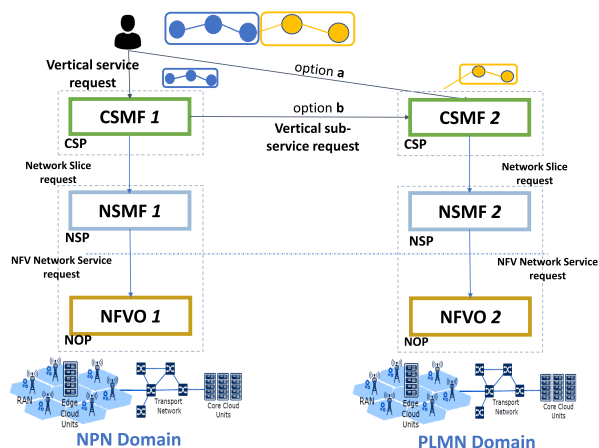 Vertical service
request
option a
option b
Vertical sub-
service request
CSMF 1
CSP
CSMF 2
CSP
Network Slice
request
Network Slice
request
NSMF 1
NSP
NSMF 2
NSP
NFV Network Service
request
NFV Network Service
request
NFVO 1
NOP
NFVO 2
NOP
RAN
Edge
Cloud
Units
Transport
Network
Core Cloud
Units
RAN
Edge
Cloud
Units
Transport
Network
Core Cloud
Units
NPN Domain
PLMN Domain